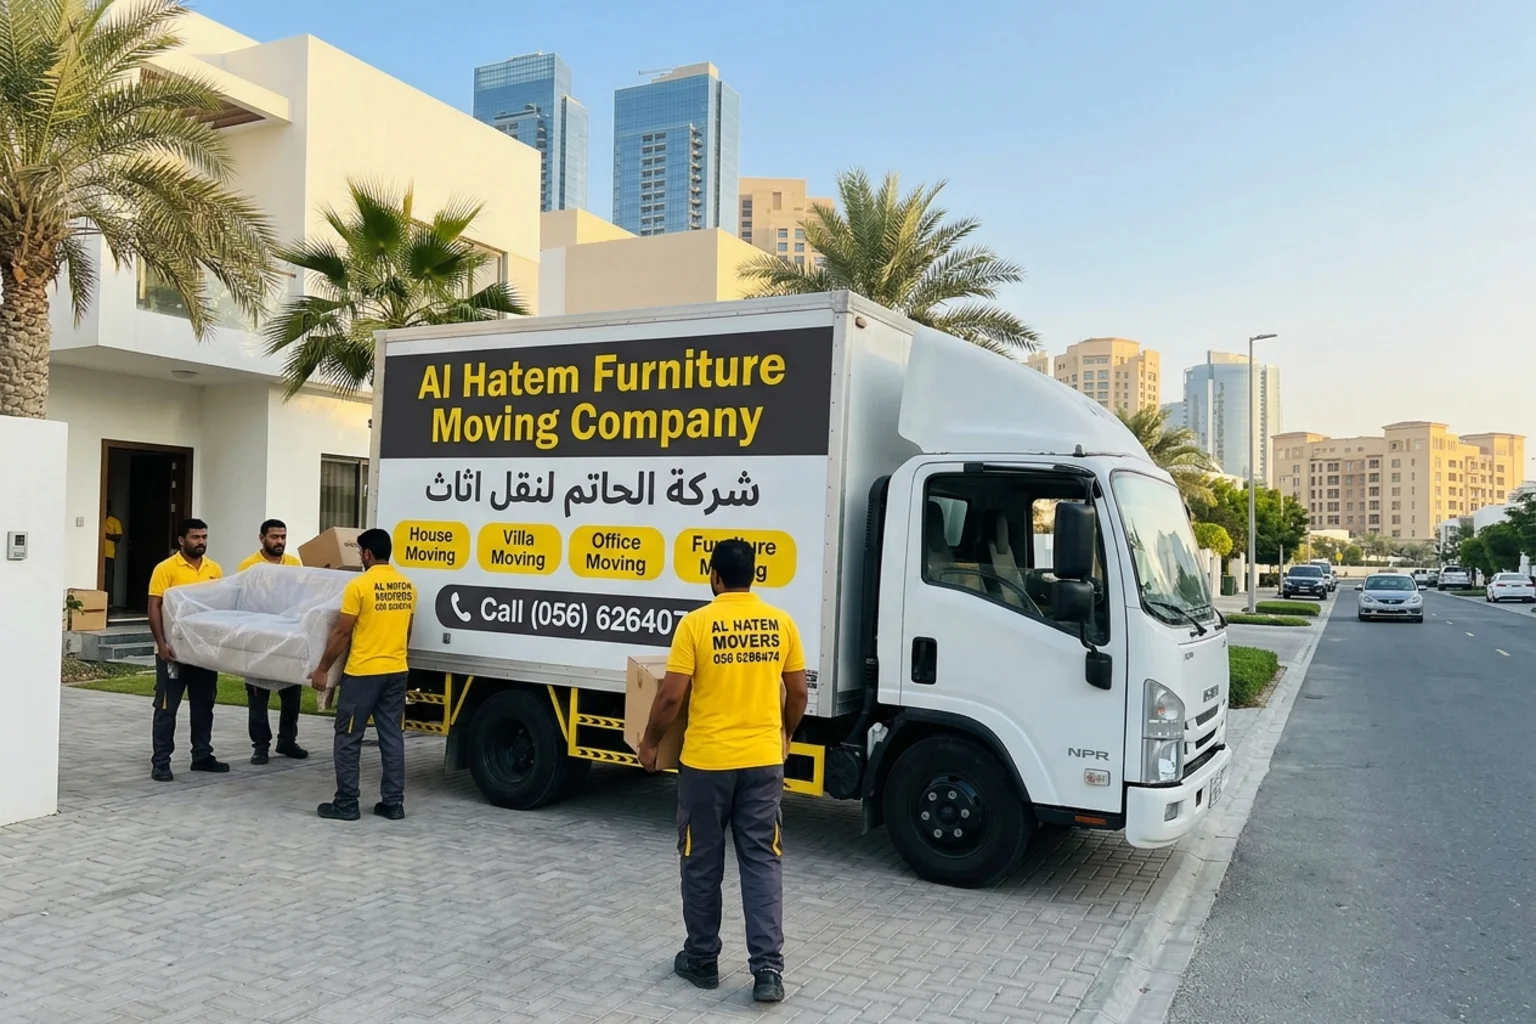 Al Hatem Furniture
Moving Company
شركة الحاتم لنقل اثاث
House
Moving
Villa
Moving
Office
Moving
Call (056) 62640
AL HATEM
MOVERS
056 6286474
NPR